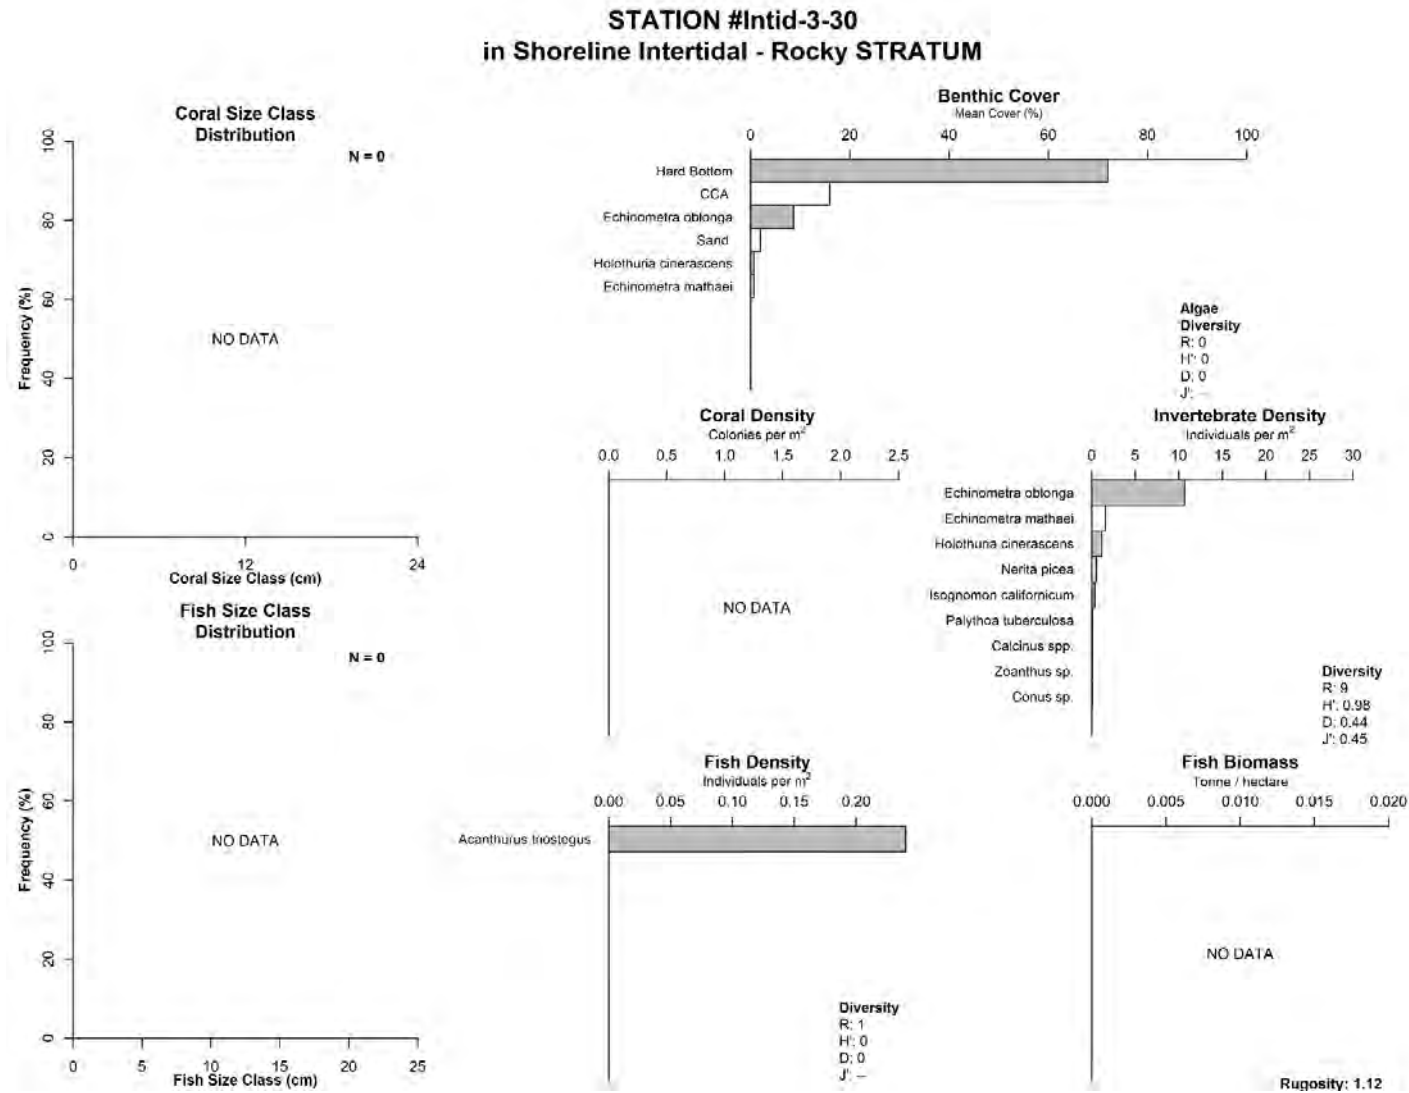 STATION #Intid-3-30
in Shoreline Intertidal - Rocky STRATUM
Coral Size Class
Distribution
N = 0
100
80
60
40
20
0
Frequency (%)
NO DATA
0 12 24
Coral Size Class (cm)
Benthic Cover
Mean Cover (%)
0 20 40 60 80 100
Hard Bottom
CCA
Echinometra oblonga
Sand
Holothuria cinerascens
Echinometra mathaei
Algae
Diversity
R: 0
H': 0
D: 0
J': --
Coral Density
Colonies per m²
0.0 0.5 1.0 1.5 2.0 2.5
NO DATA
Invertebrate Density
Individuals per m²
0 5 10 15 20 25 30
Echinometra oblonga
Echinometra mathaei
Holothuria cinerascens
Nerita picea
Isognomon californicum
Palythoa tuberculosa
Calcinus spp.
Zoanthus sp.
Conus sp.
Diversity
R: 9
H': 0.98
D: 0.44
J': 0.45
Fish Size Class
Distribution
N = 0
100
80
60
40
20
0
Frequency (%)
NO DATA
0 5 10 15 20 25
Fish Size Class (cm)
Fish Density
Individuals per m²
0.00 0.05 0.10 0.15 0.20
Acanthurus triostegus
Diversity
R: 1
H': 0
D: 0
J': --
Fish Biomass
Tonne / hectare
0.000 0.005 0.010 0.015 0.020
NO DATA
Rugosity: 1.12